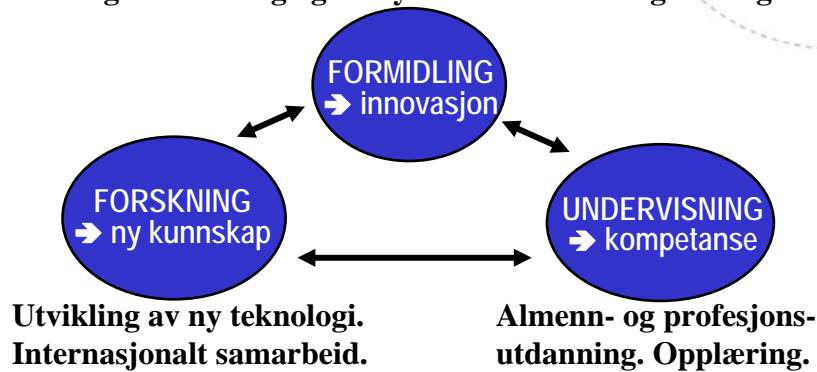 FORMIDLING
➔ innovasjon
FORSKNING
➔ ny kunnskap
UNDERVISNING
➔ kompetanse
Utvikling av ny teknologi.
Internasjonalt samarbeid.
Almenn- og profesjons-
utdanning. Opplæring.